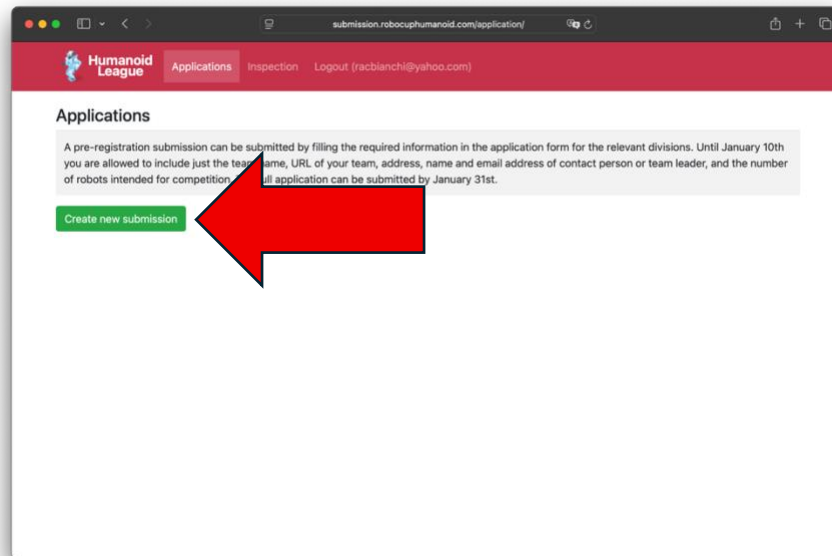 submission.robocuphumanoid.com/application/
Humanoid
League
Applications
Inspection
Logout (racbianchi@yahoo.com)
Applications
A pre-registration submission can be submitted by filling the required information in the application form for the relevant divisions. Until January 10th
you are allowed to include just the team name, URL of your team, address, name and email address of contact person or team leader, and the number
of robots intended for competition. ull application can be submitted by January 31st.
Create new submission